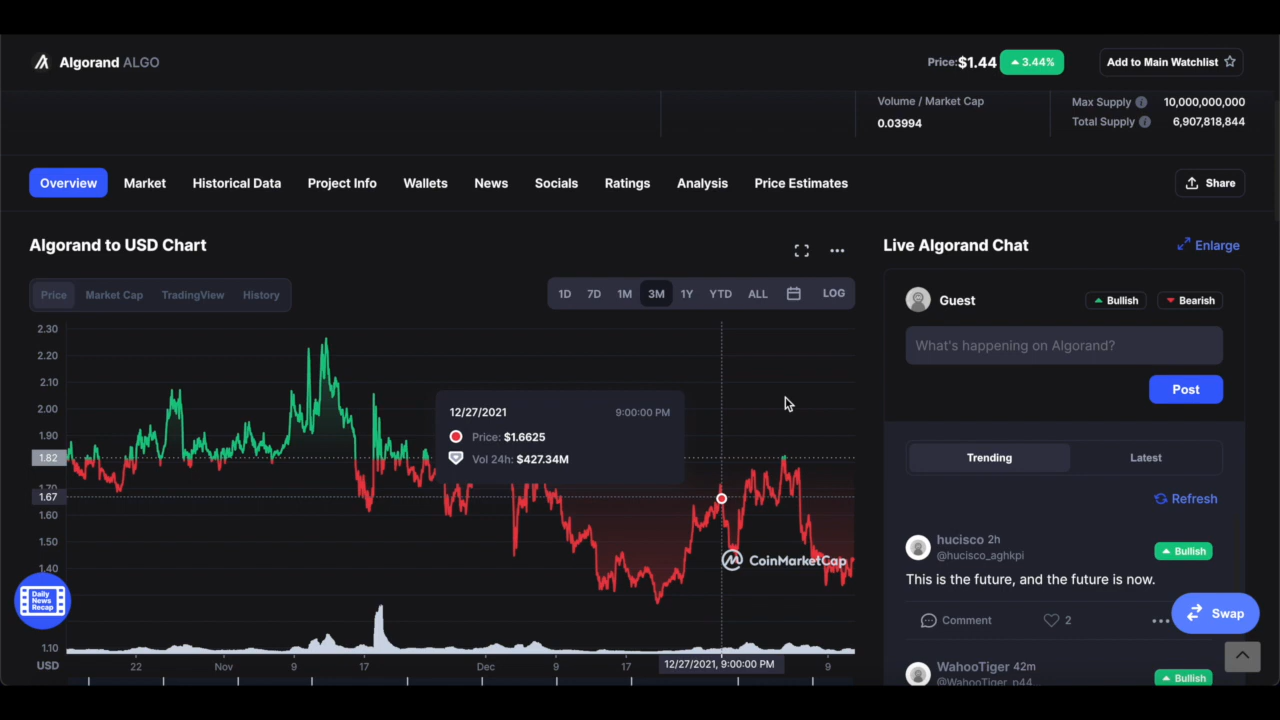 Algorand ALGO
Price:$1.44 3.44%
Add to Main Watchlist
Volume / Market Cap
0.03994
Max Supply 10,000,000,000
Total Supply 6,907,818,844
Overview Market Historical Data Project Info Wallets News Socials Ratings Analysis Price Estimates
Share
Algorand to USD Chart
Price Market Cap TradingView History
1D 7D 1M 3M 1Y YTD ALL LOG
2.30
2.20
2.10
2.00
1.90
1.82
1.70
1.67
1.60
1.50
1.40
1.10
USD
12/27/2021 9:00:00 PM
Price: $1.6625
Vol 24h: $427.34M
CoinMarketCap
22 Nov 9 17 Dec 9 17 12/27/2021, 9:00:00 PM 9
Daily
News
Recap
Live Algorand Chat
Enlarge
Guest
Bullish Bearish
What's happening on Algorand?
Post
Trending Latest
Refresh
hucisco 2h
@hucisco_aghkpi
Bullish
This is the future, and the future is now.
Comment 2
Swap
WahooTiger 42m
@WahooTiger_p44...
Bullish